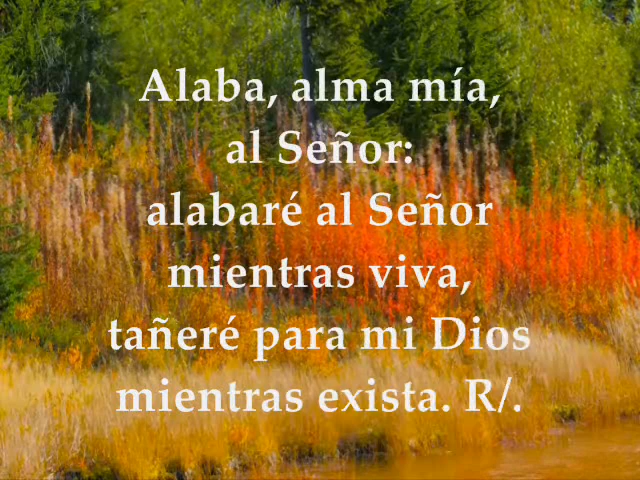 Alaba, alma mía,
al Señor:
alabaré al Señor
mientras viva,
tañeré para mi Dios
mientras exista. R/.